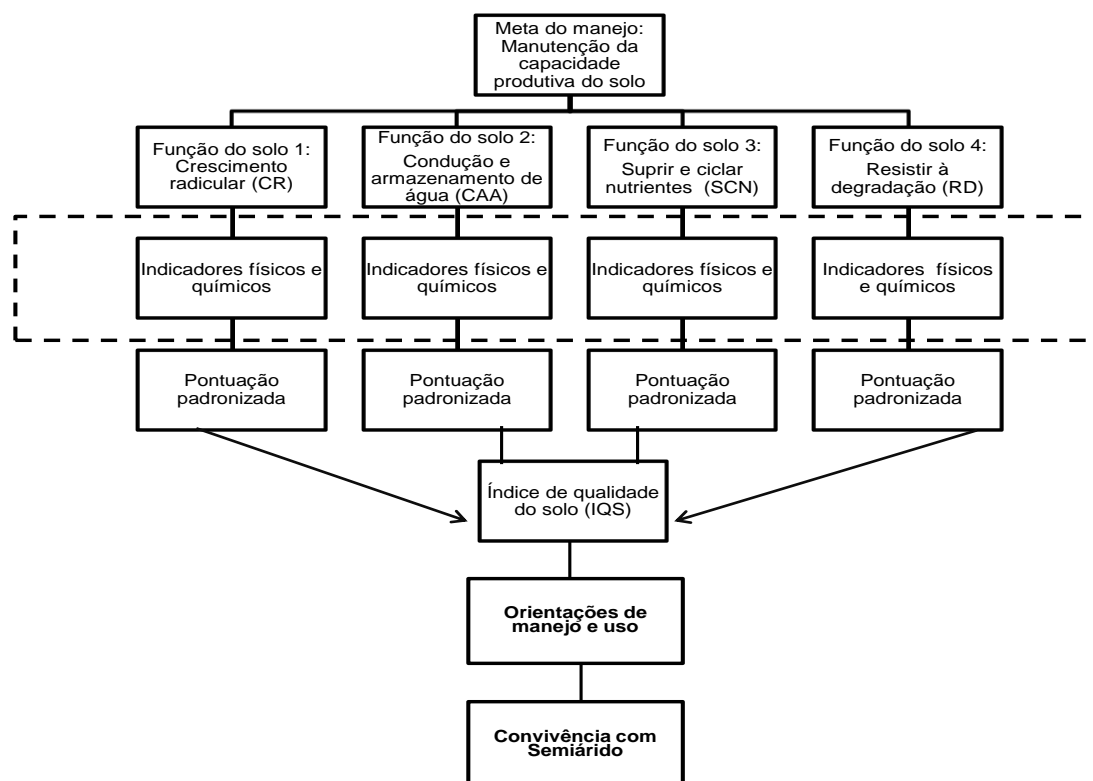 Meta do manejo:
Manutenção da
capacidade
produtiva do solo
Função do solo 1:
Crescimento
radicular (CR)
Função do solo 2:
Condução e
armazenamento de
água (CAA)
Função do solo 3:
Suprir e ciclar
nutrientes (SCN)
Função do solo 4:
Resistir à
degradação (RD)
Indicadores físicos e
químicos
Indicadores físicos e
químicos
Indicadores físicos e
químicos
Indicadores físicos
e químicos
Pontuação
padronizada
Pontuação
padronizada
Pontuação
padronizada
Pontuação
padronizada
Índice de qualidade
do solo (IQS)
Orientações de
manejo e uso
Convivência com
Semiárido